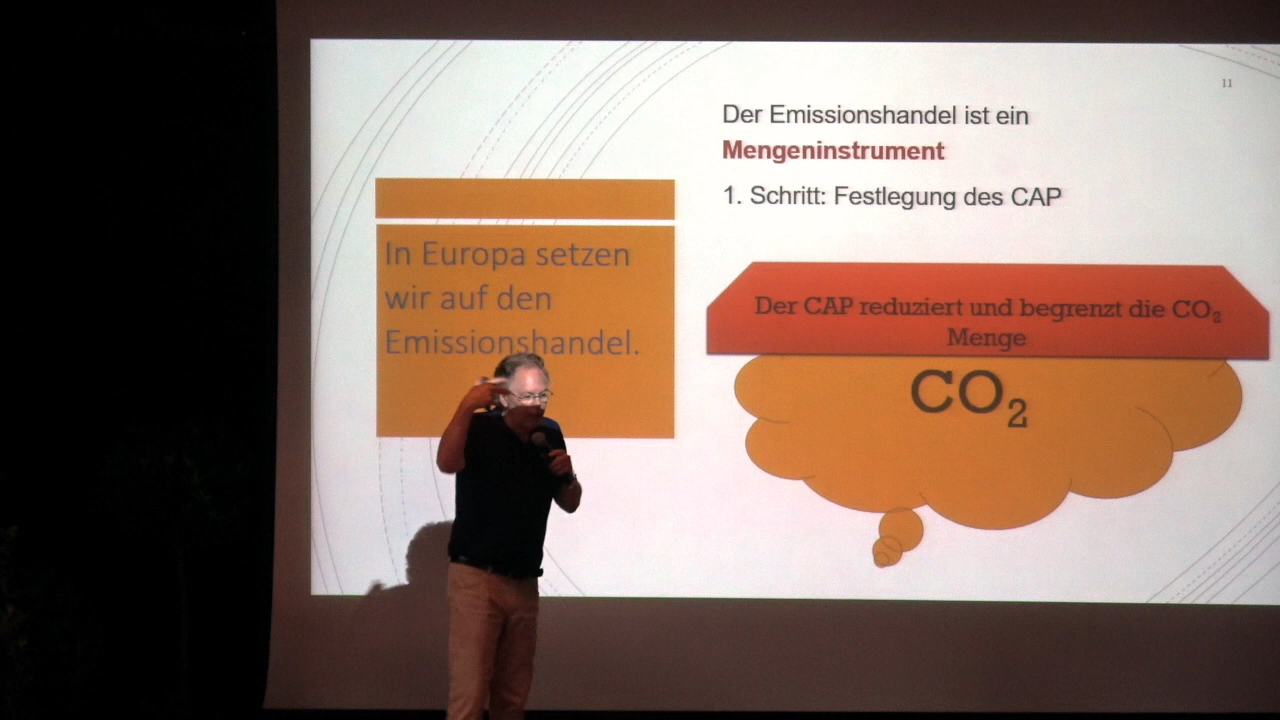 11
Der Emissionshandel ist ein
Mengeninstrument
1. Schritt: Festlegung des CAP
In Europa setzen
wir auf den
Emissionshandel.
Der CAP reduziert und begrenzt die CO₂
Menge
CO₂